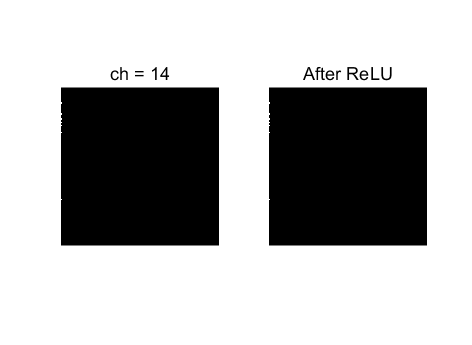 ch = 14
After ReLU